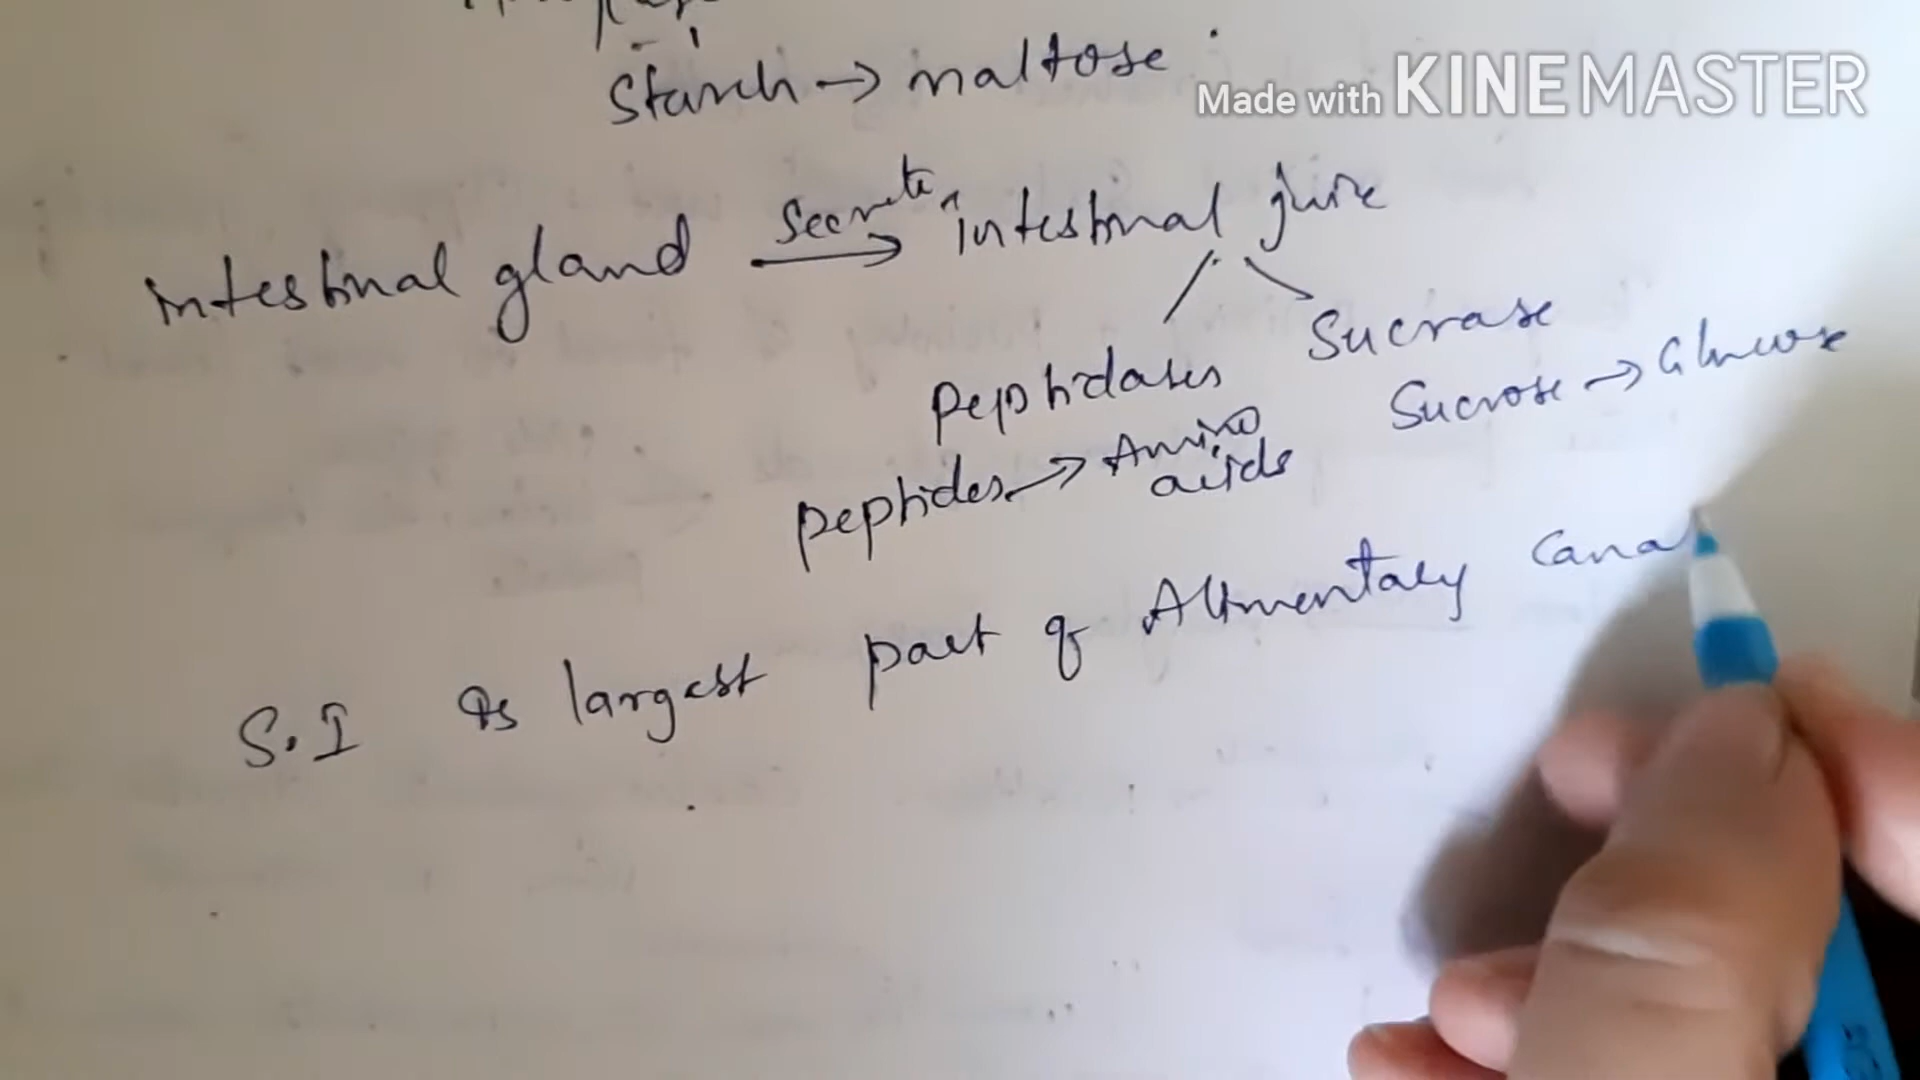 Starch → maltose
Made with KINEMASTER
intestinal gland secrete → intestinal juice
Peptidases Sucrase
peptides → Amino acids Sucrose → Glucose
S.I is largest part of Alimentary Canal